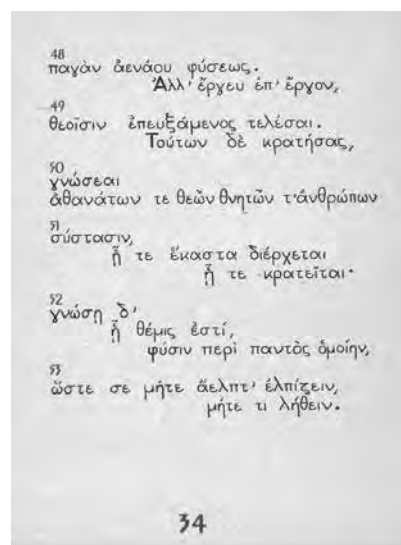 48
παγὰν ἀενάου φύσεως.
Ἀλλ' ἔργευ ἐπ' ἔργον,
49
θεοῖσιν ἐπευξάμενος τελέσαι.
Τούτων δὲ κρατήσας,
50
γνώσεαι
ἀθανάτων τε θεῶν θνητῶν τ'ἀνθρώπων
51
σύστασιν,
ᾗ τε ἕκαστα διέρχεται
ᾗ τε κρατεῖται·
52
γνώσῃ δ',
ᾗ θέμις ἐστί,
φύσιν περὶ παντὸς ὁμοίην,
53
ὥστε σε μήτε ἄελπτ' ἐλπίζειν,
μήτε τι λήθειν.
34